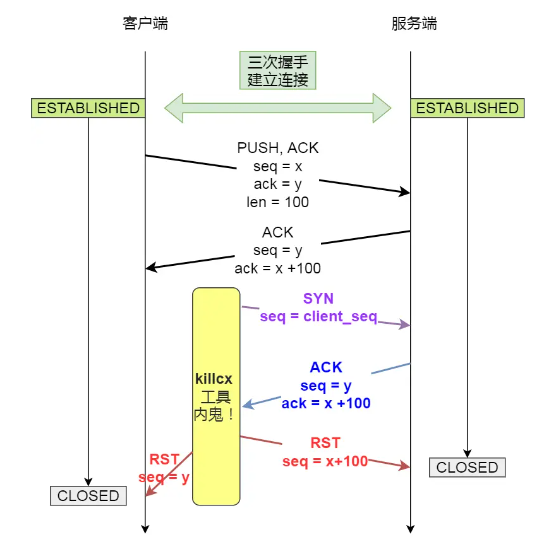 客户端
服务端
三次握手
建立连接
ESTABLISHED
ESTABLISHED
PUSH, ACK
seq = x
ack = y
len = 100
ACK
seq = y
ack = x +100
SYN
seq = client_seq
killcx
工具
内鬼！
ACK
seq = y
ack = x +100
RST
seq = x+100
RST
seq = y
CLOSED
CLOSED